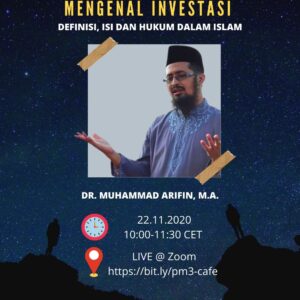 MENGENAL INVESTASI
DEFINISI, ISI DAN HUKUM DALAM ISLAM
DR. MUHAMMAD ARIFIN, M.A.
22.11.2020
10:00-11:30 CET
LIVE @ Zoom
https://bit.ly/pm3-cafe